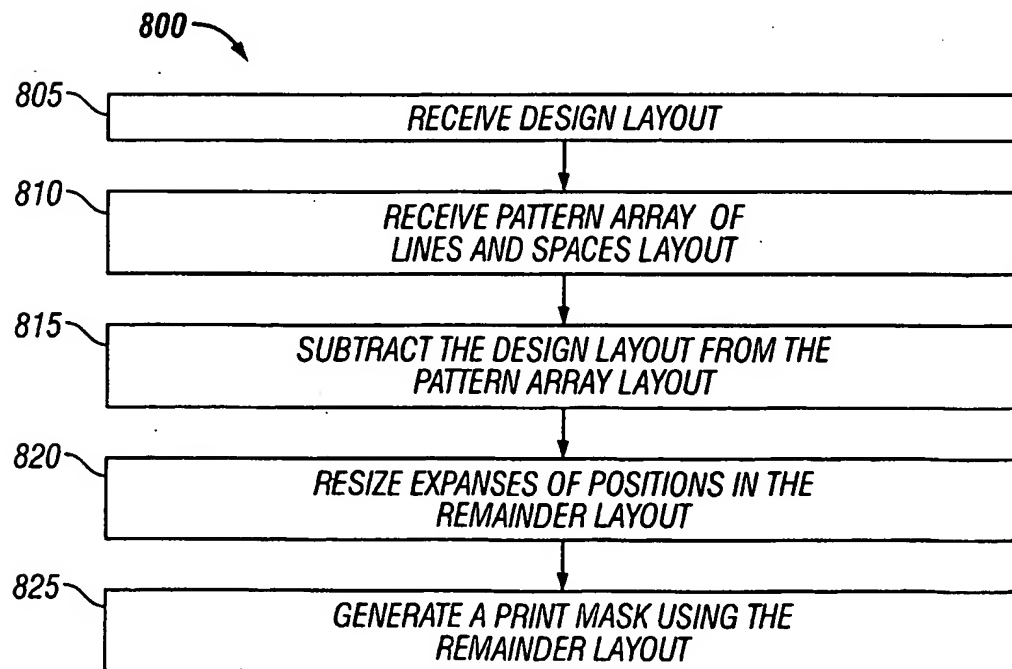 800
805
RECEIVE DESIGN LAYOUT
810
RECEIVE PATTERN ARRAY OF
LINES AND SPACES LAYOUT
815
SUBTRACT THE DESIGN LAYOUT FROM THE
PATTERN ARRAY LAYOUT
820
RESIZE EXPANSES OF POSITIONS IN THE
REMAINDER LAYOUT
825
GENERATE A PRINT MASK USING THE
REMAINDER LAYOUT